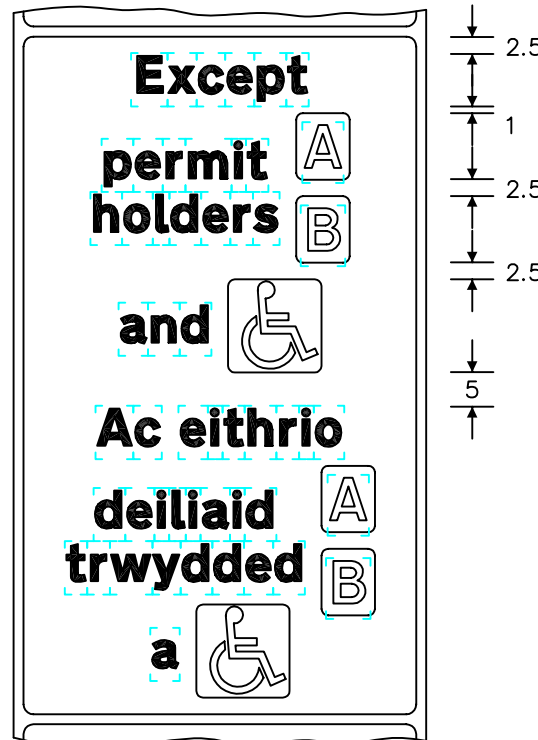 Except
permit A
holders B
and
Ac eithrio
deiliaid A
trwydded B
a
2.5
1
2.5
2.5
5